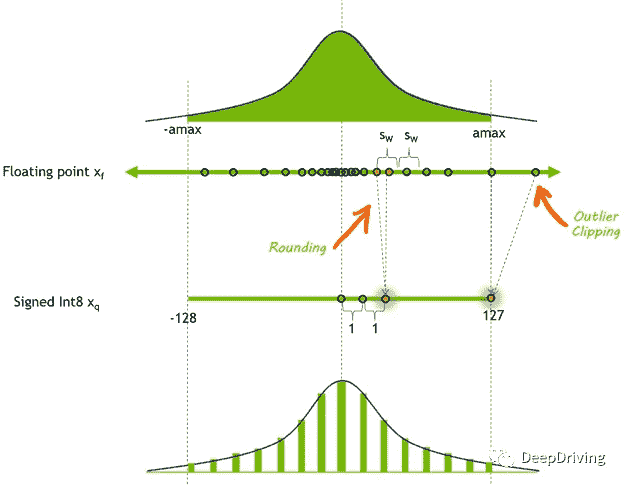 -amax
amax
s_w s_w
Floating point x_f
Rounding
Outlier
Clipping
Signed Int8 x_q
-128
1 1
127
DeepDriving